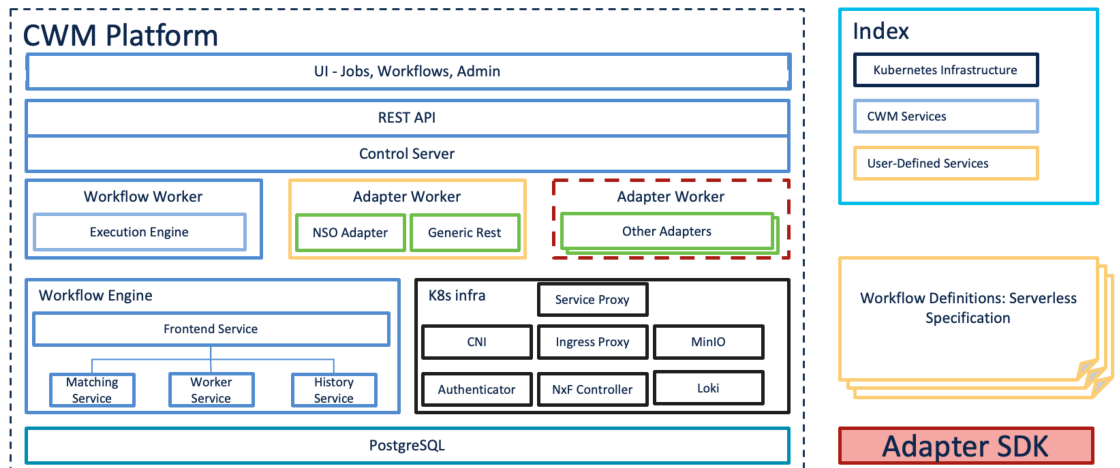 CWM Platform
UI - Jobs, Workflows, Admin
REST API
Control Server
Workflow Worker
Execution Engine
Adapter Worker
NSO Adapter
Generic Rest
Adapter Worker
Other Adapters
Workflow Engine
Frontend Service
Matching
Service
Worker
Service
History
Service
K8s infra
Service Proxy
CNI
Ingress Proxy
MinIO
Authenticator
NxF Controller
Loki
PostgreSQL
Index
Kubernetes Infrastructure
CWM Services
User-Defined Services
Workflow Definitions: Serverless
Specification
Adapter SDK